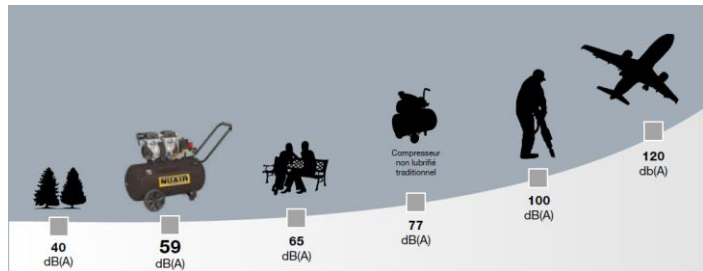 NUAIR
Compresseur
non lubrifié
traditionnel
40
dB(A)
59
dB(A)
65
dB(A)
77
dB(A)
100
dB(A)
120
db(A)